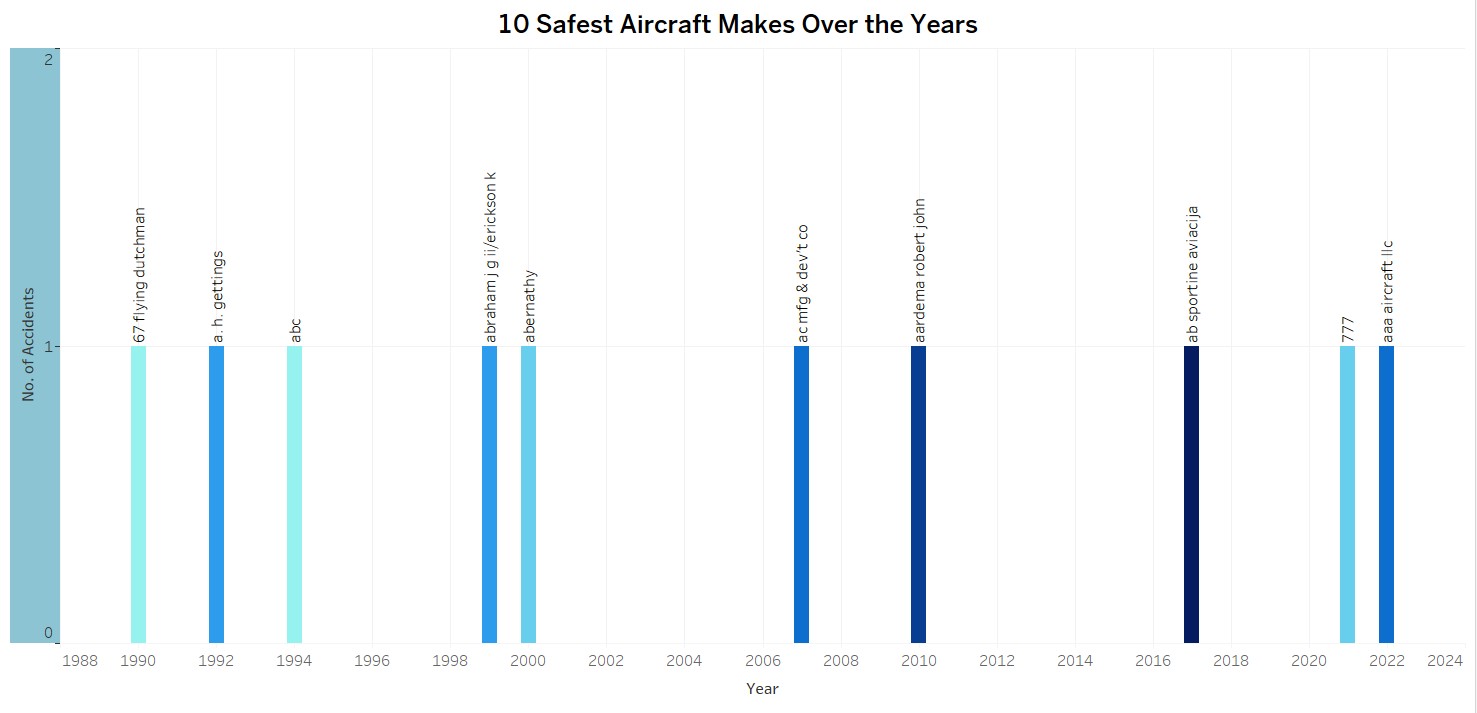 10 Safest Aircraft Makes Over the Years
2
1
0
No. of Accidents
67 flying dutchman
a. h. gettings
abc
abraham j g ii/erickson k
abernathy
ac mfg & dev't co
aardema robert john
ab sportine aviacija
777
aaa aircraft llc
1988 1990 1992 1994 1996 1998 2000 2002 2004 2006 2008 2010 2012 2014 2016 2018 2020 2022 2024
Year